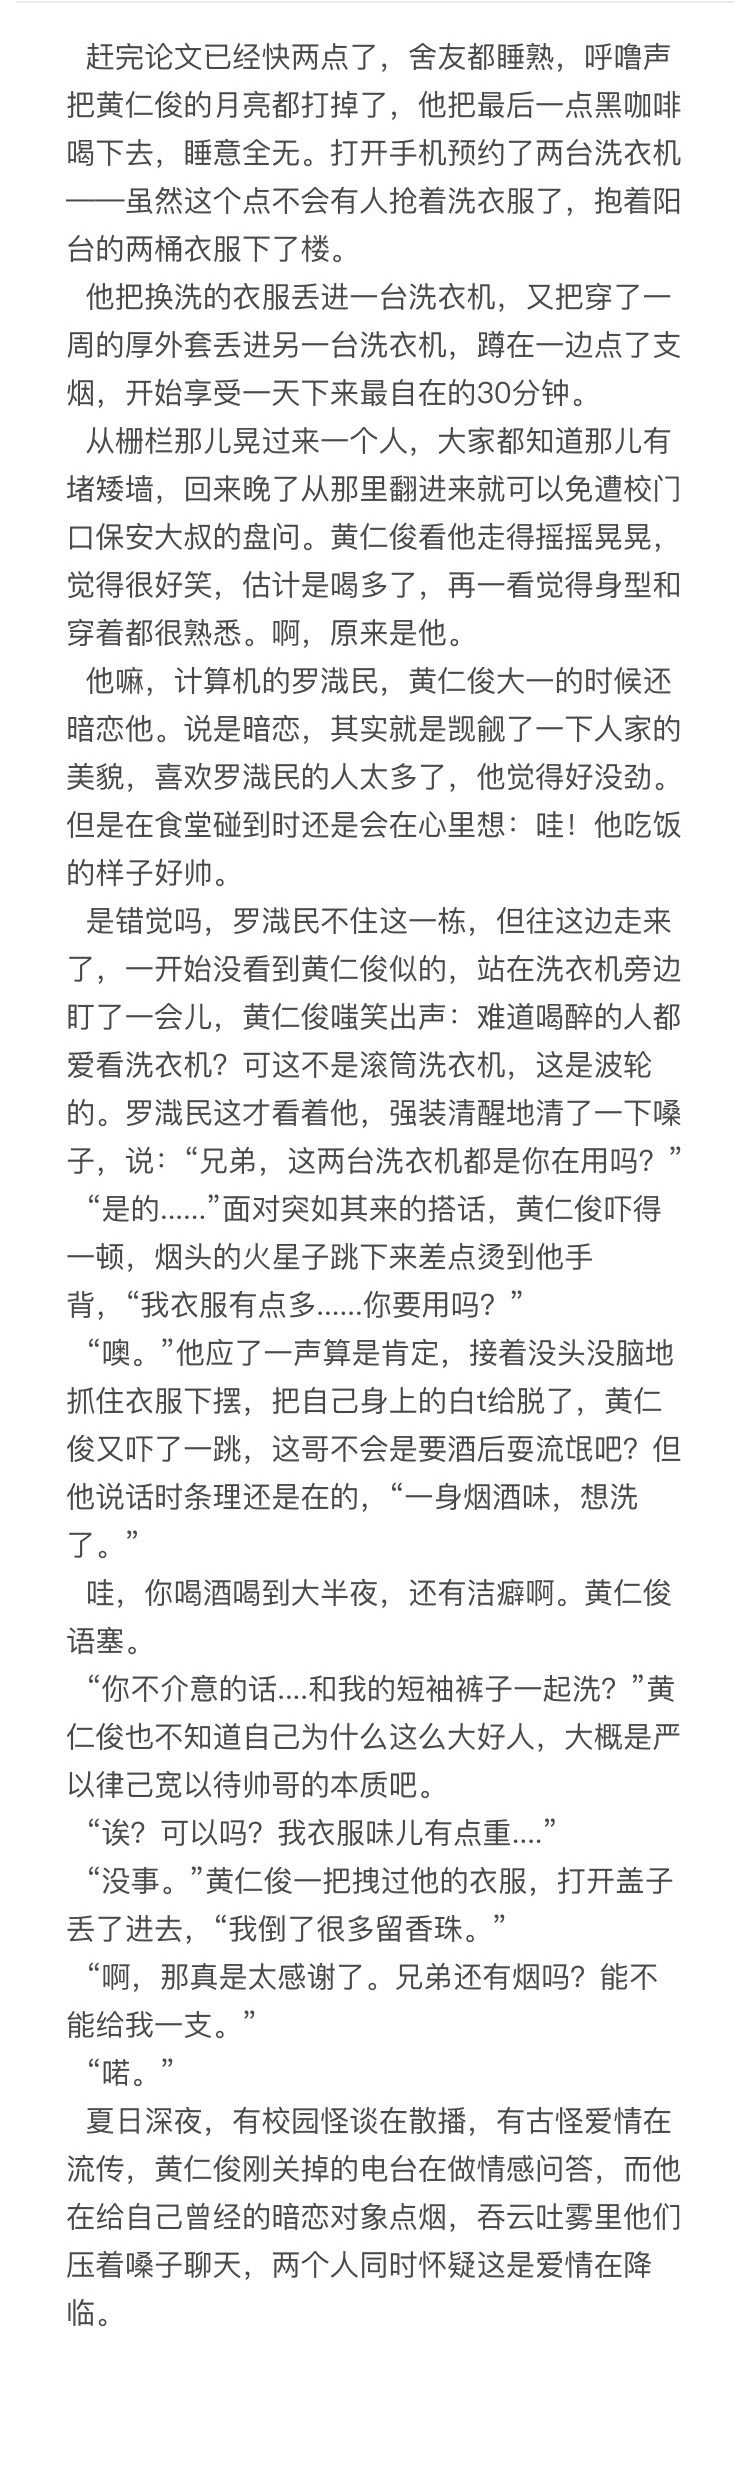 赶完论文已经快两点了，舍友都睡熟，呼噜声
把黄仁俊的月亮都打掉了，他把最后一点黑咖啡
喝下去，睡意全无。打开手机预约了两台洗衣机
——虽然这个点不会有人抢着洗衣服了，抱着阳
台的两桶衣服下了楼。
他把换洗的衣服丢进一台洗衣机，又把穿了一
周的厚外套丢进另一台洗衣机，蹲在一边点了支
烟，开始享受一天下来最自在的30分钟。
从栅栏那儿晃过来一个人，大家都知道那儿有
堵矮墙，回来晚了从那里翻进来就可以免遭校门
口保安大叔的盘问。黄仁俊看他走得摇摇晃晃，
觉得很好笑，估计是喝多了，再一看觉得身型和
穿着都很熟悉。啊，原来是他。
他嘛，计算机的罗渽民，黄仁俊大一的时候还
暗恋他。说是暗恋，其实就是觊觎了一下人家的
美貌，喜欢罗渽民的人太多了，他觉得好没劲。
但是在食堂碰到时还是会在心里想：哇！他吃饭
的样子好帅。
是错觉吗，罗渽民不住这一栋，但往这边走来
了，一开始没看到黄仁俊似的，站在洗衣机旁边
盯了一会儿，黄仁俊嗤笑出声：难道喝醉的人都
爱看洗衣机？可这不是滚筒洗衣机，这是波轮
的。罗渽民这才看着他，强装清醒地清了一下嗓
子，说：“兄弟，这两台洗衣机都是你在用吗？”
“是的......”面对突如其来的搭话，黄仁俊吓得
一顿，烟头的火星子跳下来差点烫到他手
背，“我衣服有点多......你要用吗？”
“噢。”他应了一声算是肯定，接着没头没脑地
抓住衣服下摆，把自己身上的白t给脱了，黄仁
俊又吓了一跳，这哥不会是要酒后耍流氓吧？但
他说话时条理还是在的，“一身烟酒味，想洗
了。”
哇，你喝酒喝到大半夜，还有洁癖啊。黄仁俊
语塞。
“你不介意的话....和我的短袖裤子一起洗？”黄
仁俊也不知道自己为什么这么大好人，大概是严
以律己宽以待帅哥的本质吧。
“诶？可以吗？我衣服味儿有点重....”
“没事。”黄仁俊一把拽过他的衣服，打开盖子
丢了进去，“我倒了很多留香珠。”
“啊，那真是太感谢了。兄弟还有烟吗？能不
能给我一支。”
“喏。”
夏日深夜，有校园怪谈在散播，有古怪爱情在
流传，黄仁俊刚关掉的电台在做情感问答，而他
在给自己曾经的暗恋对象点烟，吞云吐雾里他们
压着嗓子聊天，两个人同时怀疑这是爱情在降
临。